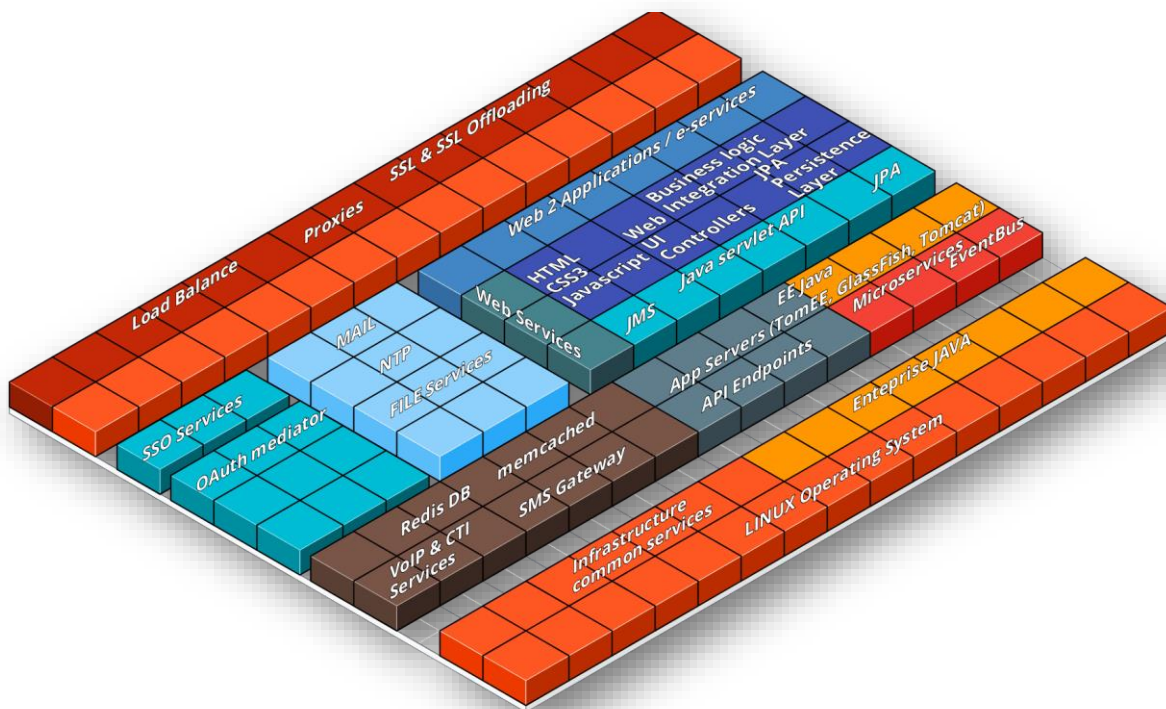 SSL & SSL Offloading
Proxies
Load Balance
Web 2 Applications / e-services
Business logic
Web Integration Layer
JPA
Persistence
Layer
HTML
CSS3
Javascript
UI
Controllers
Web Services
JMS
Java servlet API
JPA
MAIL
NTP
FILE Services
SSO Services
OAuth mediator
EE Java
App Servers (TomEE, GlassFish, Tomcat)
API Endpoints
Microservices
EventBus
Redis DB
memcached
VoIP & CTI
Services
SMS Gateway
Enteprise JAVA
Infrastructure
common services
LINUX Operating System